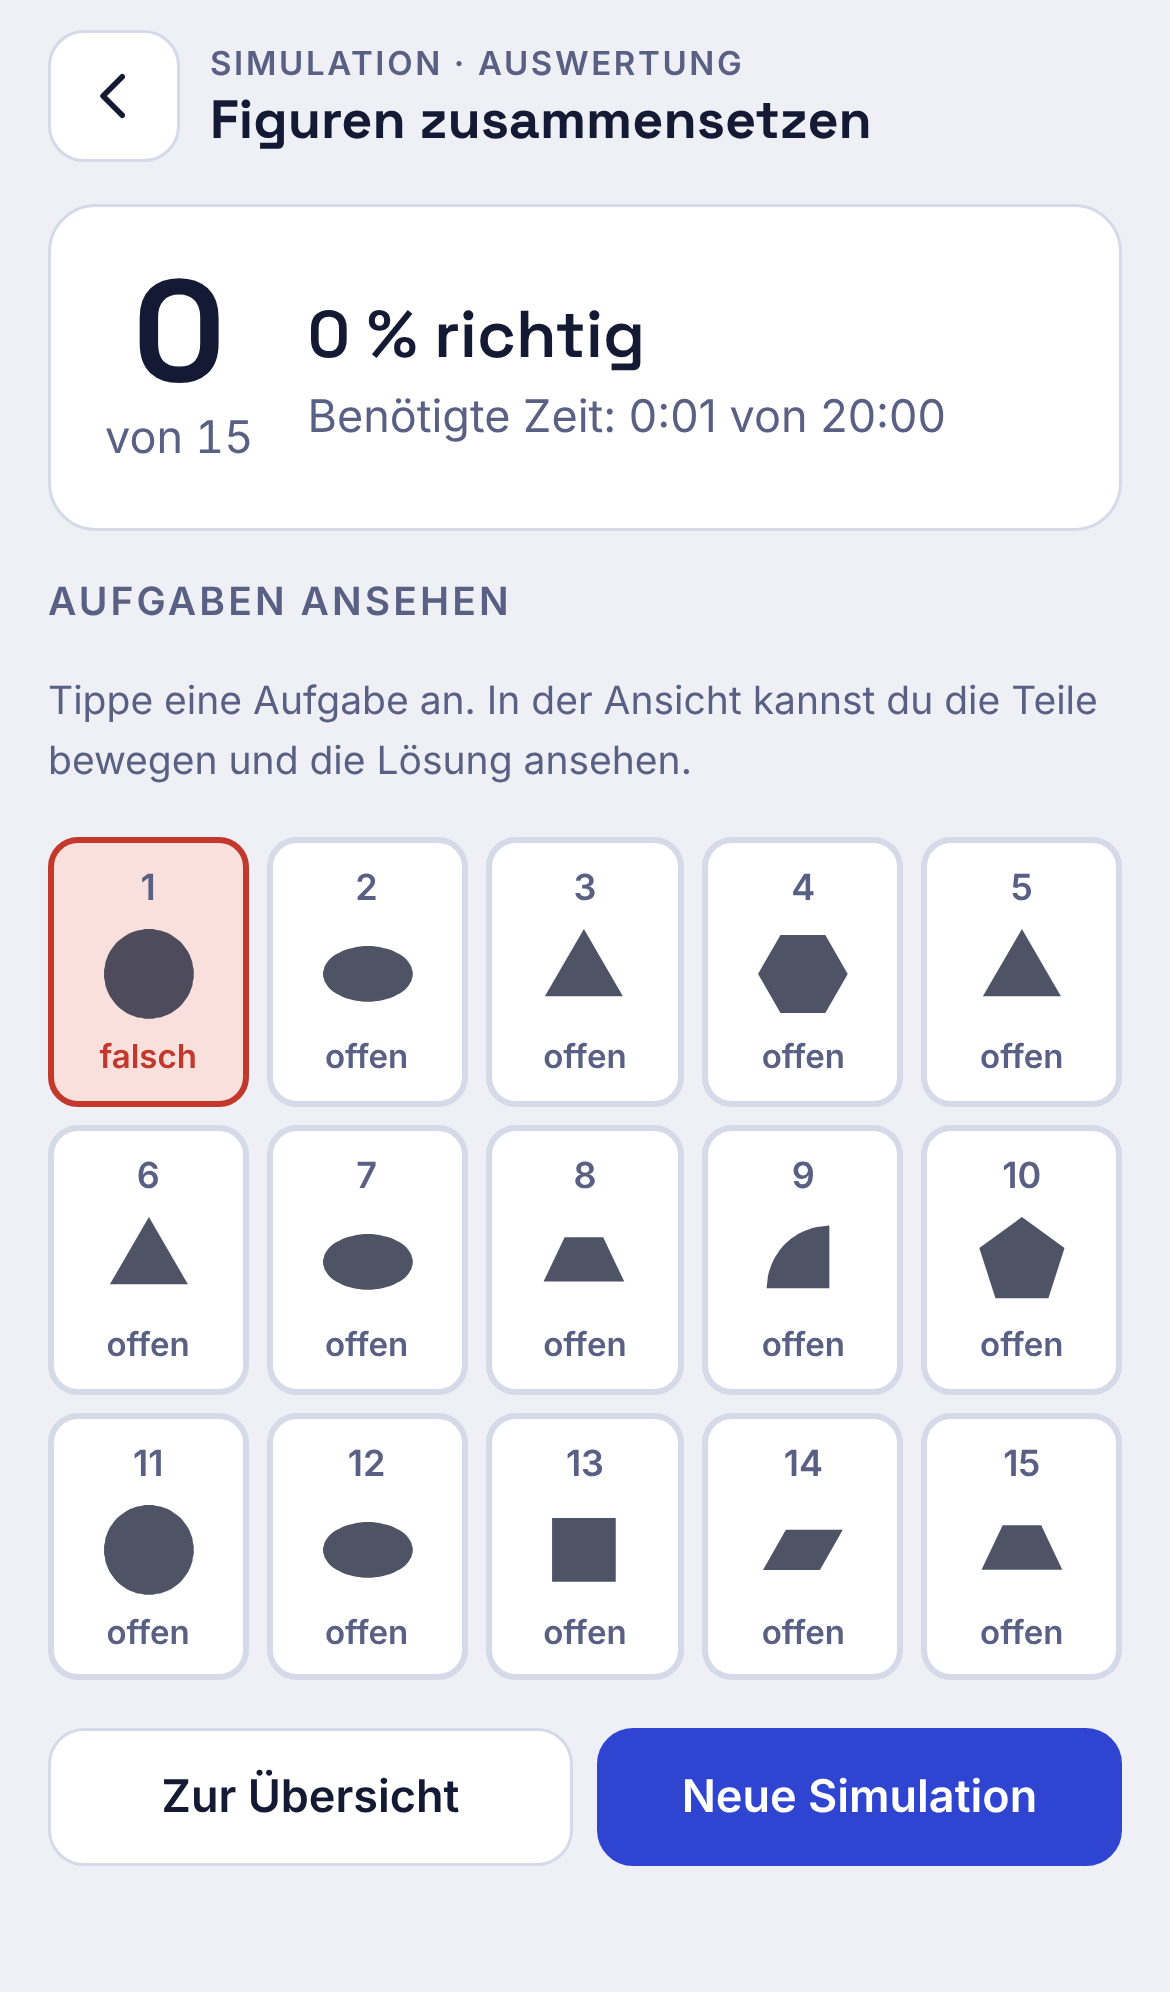 SIMULATION · AUSWERTUNG
Figuren zusammensetzen
0
von 15
0 % richtig
Benötigte Zeit: 0:01 von 20:00
AUFGABEN ANSEHEN
Tippe eine Aufgabe an. In der Ansicht kannst du die Teile
bewegen und die Lösung ansehen.
1 2 3 4 5
falsch offen offen offen offen
6 7 8 9 10
offen offen offen offen offen
11 12 13 14 15
offen offen offen offen offen
Zur Übersicht Neue Simulation